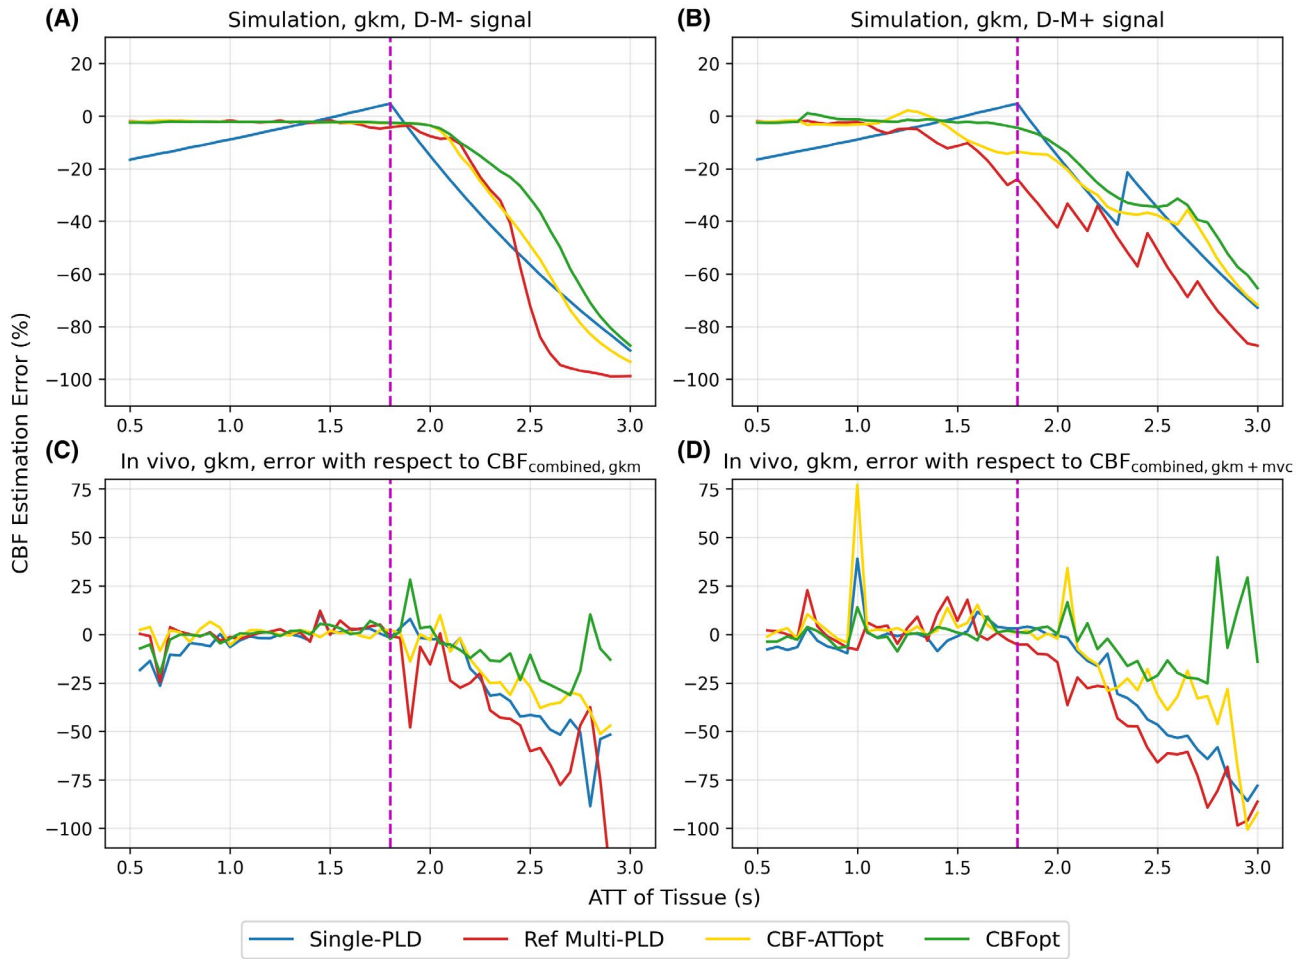 (A) Simulation, gkm, D-M- signal
(B) Simulation, gkm, D-M+ signal
20
0
−20
−40
−60
−80
−100
0.5 1.0 1.5 2.0 2.5 3.0
20
0
−20
−40
−60
−80
−100
0.5 1.0 1.5 2.0 2.5 3.0
CBF Estimation Error (%)
(C) In vivo, gkm, error with respect to CBFcombined, gkm
(D) In vivo, gkm, error with respect to CBFcombined, gkm + mvc
75
50
25
0
−25
−50
−75
−100
0.5 1.0 1.5 2.0 2.5 3.0
75
50
25
0
−25
−50
−75
−100
0.5 1.0 1.5 2.0 2.5 3.0
ATT of Tissue (s)
Single-PLD Ref Multi-PLD CBF-ATTopt CBFopt